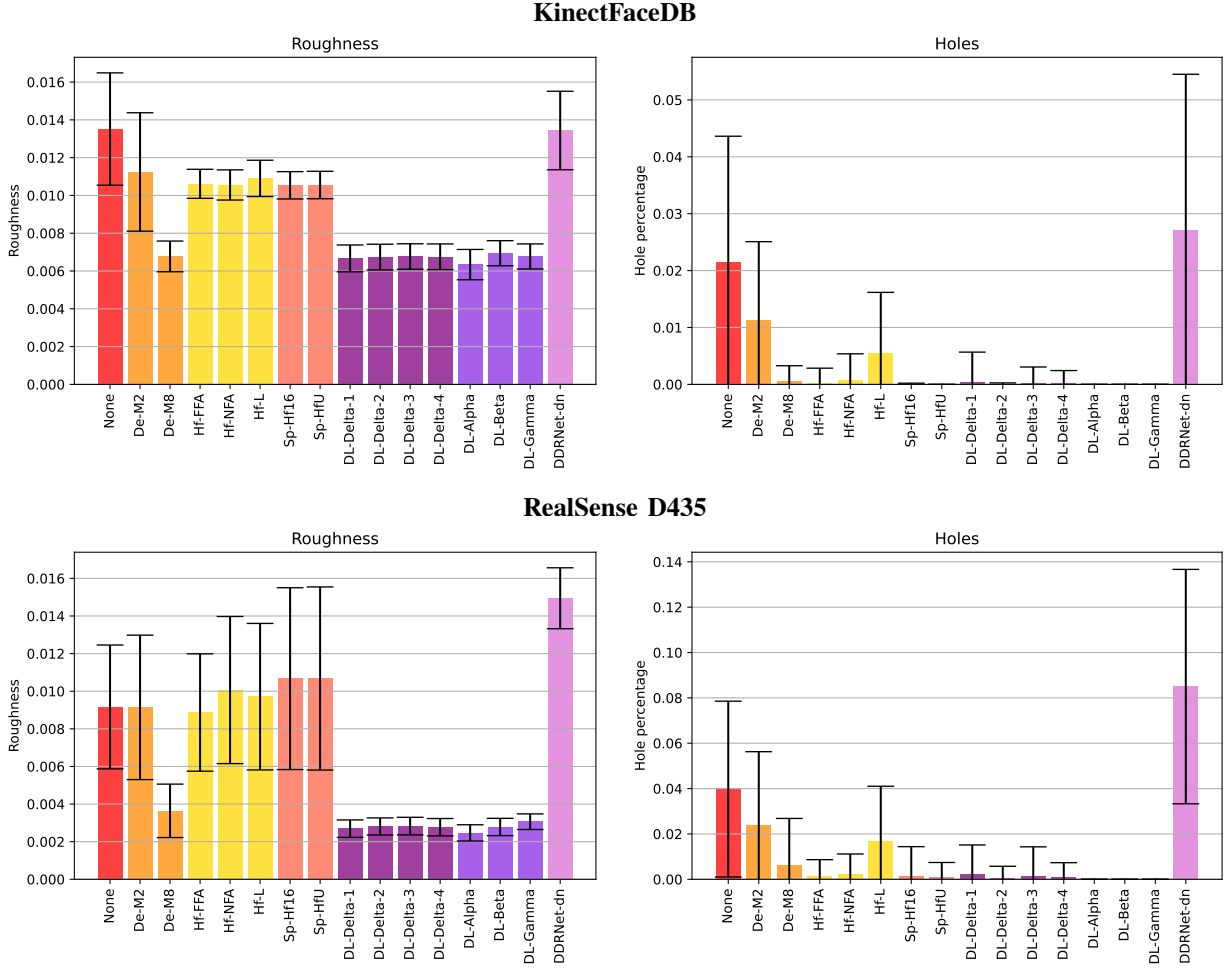 KinectFaceDB
Roughness
Roughness
0.016
0.014
0.012
0.010
0.008
0.006
0.004
0.002
0.000
None
De-M2
De-M8
Hf-FFA
Hf-NFA
Hf-L
Sp-Hf16
Sp-HfU
DL-Delta-1
DL-Delta-2
DL-Delta-3
DL-Delta-4
DL-Alpha
DL-Beta
DL-Gamma
DDRNet-dn
Holes
Hole percentage
0.05
0.04
0.03
0.02
0.01
0.00
None
De-M2
De-M8
Hf-FFA
Hf-NFA
Hf-L
Sp-Hf16
Sp-HfU
DL-Delta-1
DL-Delta-2
DL-Delta-3
DL-Delta-4
DL-Alpha
DL-Beta
DL-Gamma
DDRNet-dn
RealSense D435
Roughness
Roughness
0.016
0.014
0.012
0.010
0.008
0.006
0.004
0.002
0.000
None
De-M2
De-M8
Hf-FFA
Hf-NFA
Hf-L
Sp-Hf16
Sp-HfU
DL-Delta-1
DL-Delta-2
DL-Delta-3
DL-Delta-4
DL-Alpha
DL-Beta
DL-Gamma
DDRNet-dn
Holes
Hole percentage
0.14
0.12
0.10
0.08
0.06
0.04
0.02
0.00
None
De-M2
De-M8
Hf-FFA
Hf-NFA
Hf-L
Sp-Hf16
Sp-HfU
DL-Delta-1
DL-Delta-2
DL-Delta-3
DL-Delta-4
DL-Alpha
DL-Beta
DL-Gamma
DDRNet-dn